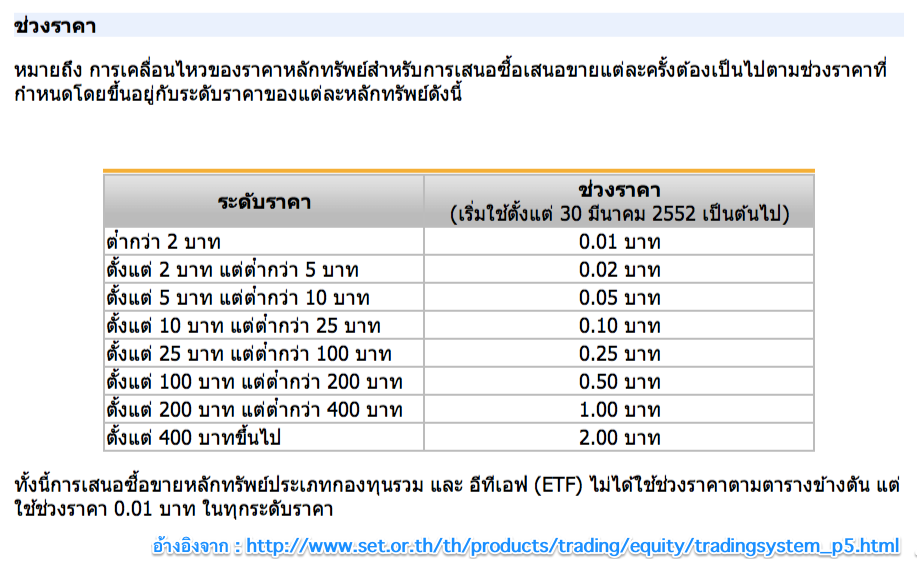 ช่วงราคา
หมายถึง การเคลื่อนไหวของราคาหลักทรัพย์สำหรับการเสนอซื้อเสนอขายแต่ละครั้งต้องเป็นไปตามช่วงราคาที่
กำหนดโดยขึ้นอยู่กับระดับราคาของแต่ละหลักทรัพย์ดังนี้
ระดับราคา ช่วงราคา
(เริ่มใช้ตั้งแต่ 30 มีนาคม 2552 เป็นต้นไป)
ต่ำกว่า 2 บาท 0.01 บาท
ตั้งแต่ 2 บาท แต่ต่ำกว่า 5 บาท 0.02 บาท
ตั้งแต่ 5 บาท แต่ต่ำกว่า 10 บาท 0.05 บาท
ตั้งแต่ 10 บาท แต่ต่ำกว่า 25 บาท 0.10 บาท
ตั้งแต่ 25 บาท แต่ต่ำกว่า 100 บาท 0.25 บาท
ตั้งแต่ 100 บาท แต่ต่ำกว่า 200 บาท 0.50 บาท
ตั้งแต่ 200 บาท แต่ต่ำกว่า 400 บาท 1.00 บาท
ตั้งแต่ 400 บาทขึ้นไป 2.00 บาท
ทั้งนี้การเสนอซื้อขายหลักทรัพย์ประเภทกองทุนรวม และ อีทีเอฟ (ETF) ไม่ได้ใช้ช่วงราคาตามตารางข้างต้น แต่
ใช้ช่วงราคา 0.01 บาท ในทุกระดับราคา
อ้างอิงจาก : http://www.set.or.th/th/products/trading/equity/tradingsystem_p5.html